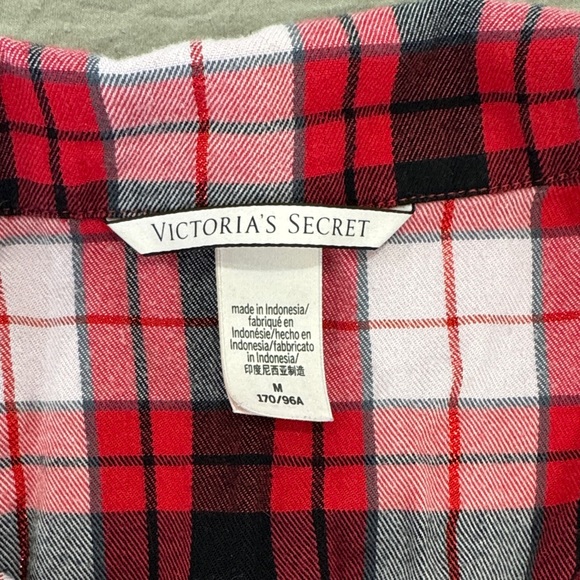 VICTORIA'S SECRET
made in Indonesia/
fabriqué en
Indonésie/hecho en
Indonesia/fabbricato
in Indonesia/
印度尼西亚制造
M
170/96A